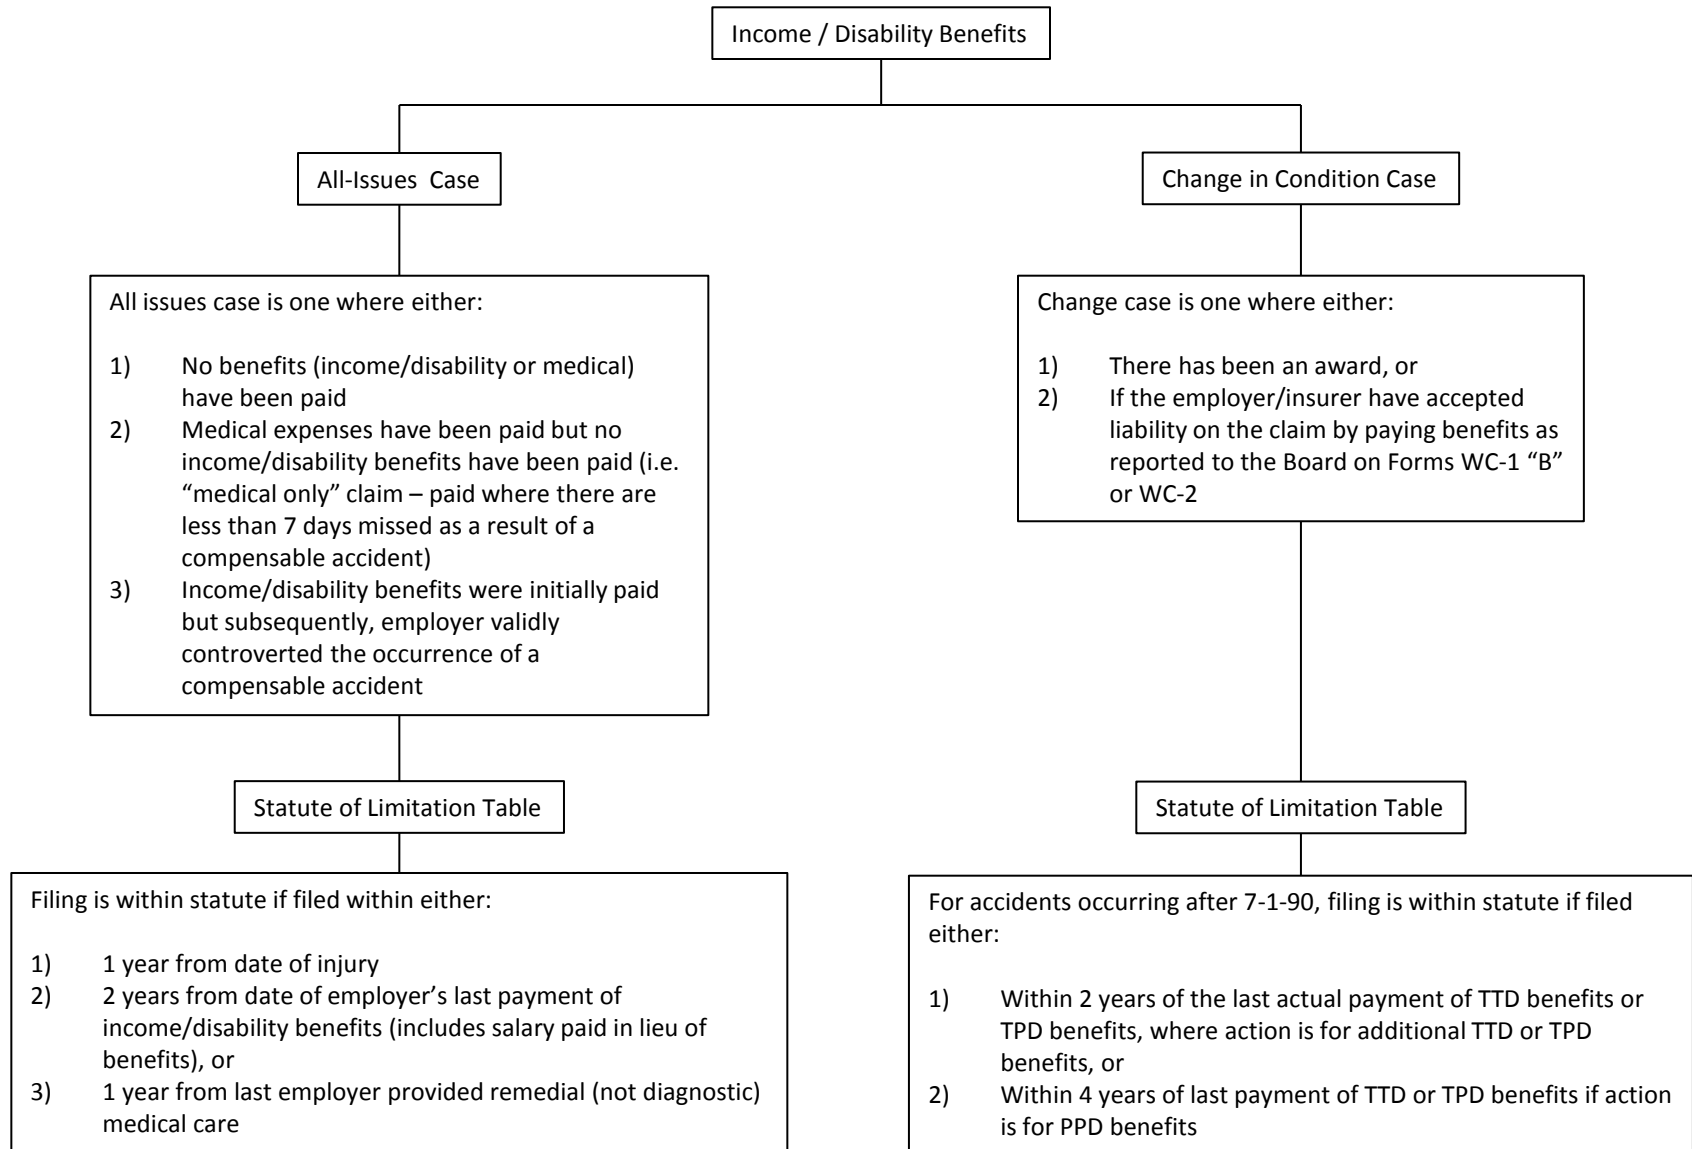 Income / Disability Benefits
All-Issues Case
Change in Condition Case
All issues case is one where either:
1) No benefits (income/disability or medical)
have been paid
2) Medical expenses have been paid but no
income/disability benefits have been paid (i.e.
“medical only” claim – paid where there are
less than 7 days missed as a result of a
compensable accident)
3) Income/disability benefits were initially paid
but subsequently, employer validly
controverted the occurrence of a
compensable accident
Change case is one where either:
1) There has been an award, or
2) If the employer/insurer have accepted
liability on the claim by paying benefits as
reported to the Board on Forms WC-1 “B”
or WC-2
Statute of Limitation Table
Statute of Limitation Table
Filing is within statute if filed within either:
1) 1 year from date of injury
2) 2 years from date of employer’s last payment of
income/disability benefits (includes salary paid in lieu of
benefits), or
3) 1 year from last employer provided remedial (not diagnostic)
medical care
For accidents occurring after 7-1-90, filing is within statute if filed
either:
1) Within 2 years of the last actual payment of TTD benefits or
TPD benefits, where action is for additional TTD or TPD
benefits, or
2) Within 4 years of last payment of TTD or TPD benefits if action
is for PPD benefits